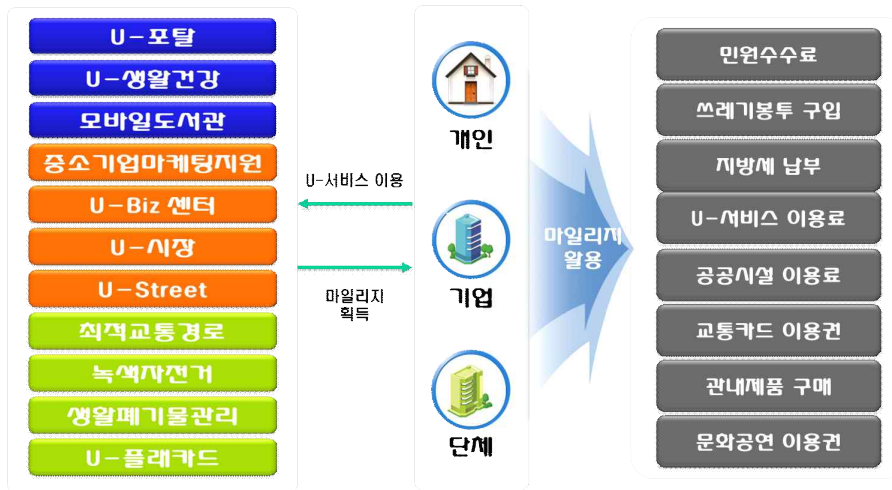 U-포탈
U-생활건강
모바일도서관
중소기업마케팅지원
U-Biz 센터
U-시장
U-Street
최적교통경로
녹색자전거
생활폐기물관리
U-플래카드
U-서비스 이용
마일리지
획득
개인
기업
단체
마일리지
활용
민원수수료
쓰레기봉투 구입
지방세 납부
U-서비스 이용료
공공시설 이용료
교통카드 이용권
관내제품 구매
문화공연 이용권